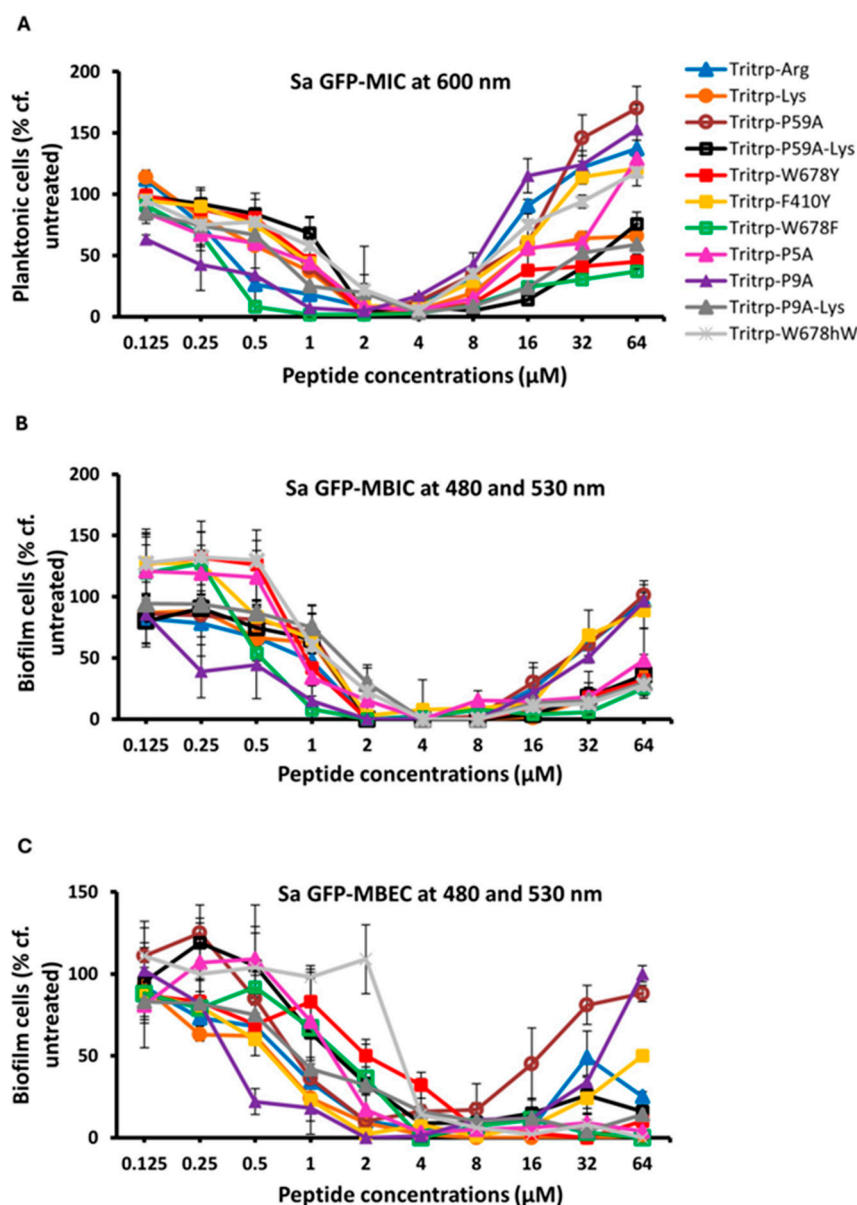 A
Sa GFP-MIC at 600 nm
Planktonic cells (% cf.
untreated)
200
150
100
50
0
0.125 0.25 0.5 1 2 4 8 16 32 64
Peptide concentrations (µM)
Tritrp-Arg
Tritrp-Lys
Tritrp-P59A
Tritrp-P59A-Lys
Tritrp-W678Y
Tritrp-F410Y
Tritrp-W678F
Tritrp-P5A
Tritrp-P9A
Tritrp-P9A-Lys
Tritrp-W678hW
B
Sa GFP-MBIC at 480 and 530 nm
Biofilm cells (% cf.
untreated)
200
150
100
50
0
0.125 0.25 0.5 1 2 4 8 16 32 64
Peptide concentrations (µM)
C
Sa GFP-MBEC at 480 and 530 nm
Biofilm cells (% cf.
untreated)
150
100
50
0
0.125 0.25 0.5 1 2 4 8 16 32 64
Peptide concentrations (µM)